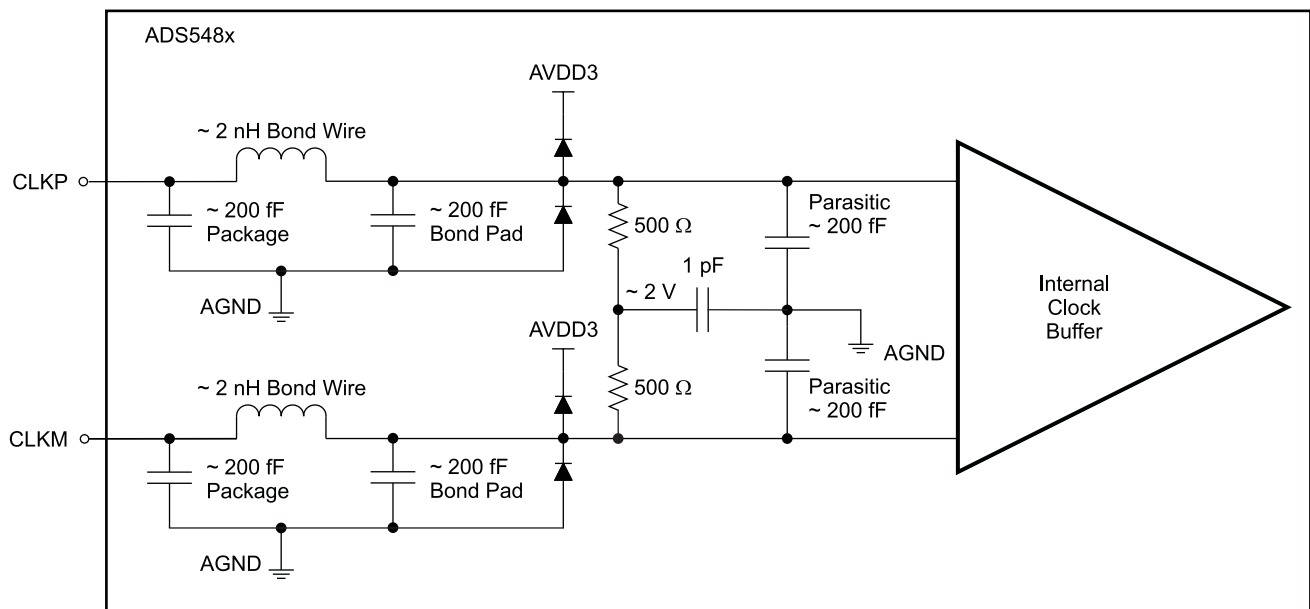 ADS548x
AVDD3
~ 2 nH Bond Wire
CLKP
~ 200 fF
Package
~ 200 fF
Bond Pad
500 Ω
Parasitic
~ 200 fF
1 pF
~ 2 V
AGND
Internal
Clock
Buffer
AVDD3
AGND
~ 2 nH Bond Wire
500 Ω
Parasitic
~ 200 fF
CLKM
~ 200 fF
Package
~ 200 fF
Bond Pad
AGND